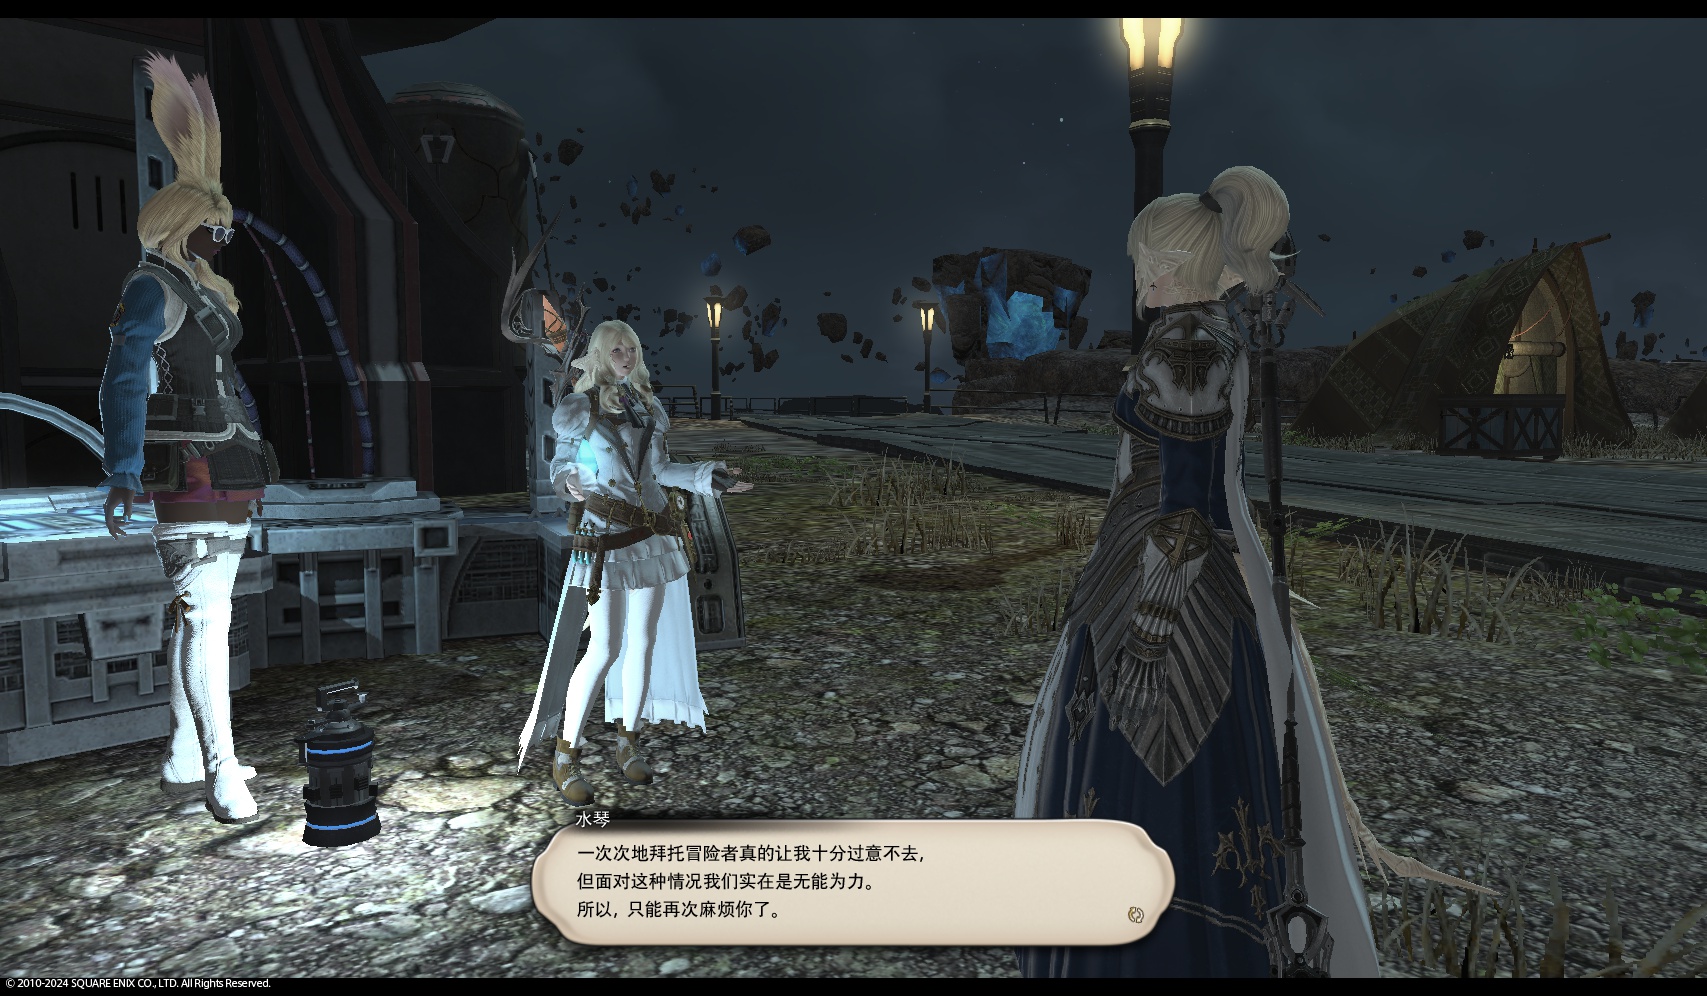 水琴
一次次地拜托冒险者真的让我十分过意不去，
但面对这种情况我们实在是无能为力。
所以，只能再次麻烦你了。
© 2010-2024 SQUARE ENIX CO., LTD. All Rights Reserved.